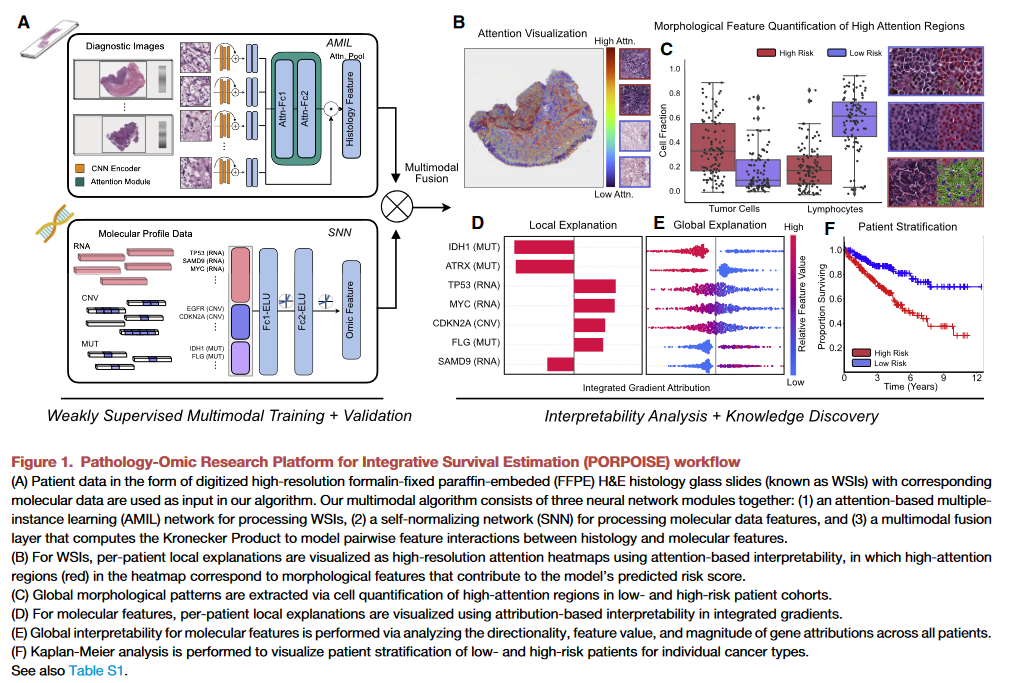 A
Diagnostic Images
AMIL
Attn. Pool
Attn-Fc1
Attn-Fc2
Histology Feature
CNN Encoder
Attention Module
Molecular Profile Data
SNN
RNA
TP53 (RNA)
SAMD9 (RNA)
MYC (RNA)
CNV
EGFR (CNV)
CDKN2A (CNV)
MUT
IDH1 (MUT)
FLG (MUT)
Fc1-ELU
Fc2-ELU
Omic Feature
Multimodal
Fusion
Weakly Supervised Multimodal Training + Validation
B
Attention Visualization
High Attn.
Low Attn.
Morphological Feature Quantification of High Attention Regions
C
High Risk
Low Risk
Cell Fraction
1.0
0.8
0.6
0.4
0.2
0.0
Tumor Cells
Lymphocytes
D
Local Explanation
IDH1 (MUT)
ATRX (MUT)
TP53 (RNA)
MYC (RNA)
CDKN2A (CNV)
FLG (MUT)
SAMD9 (RNA)
E
Global Explanation
High
Relative Feature Value
Low
Integrated Gradient Attribution
F
Patient Stratification
Proportion Surviving
1.0
0.8
0.6
0.4
0.2
High Risk
Low Risk
0
3
6
9
12
Time (Years)
Interpretability Analysis + Knowledge Discovery
Figure 1. Pathology-Omic Research Platform for Integrative Survival Estimation (PORPOISE) workflow
(A) Patient data in the form of digitized high-resolution formalin-fixed paraffin-embeded (FFPE) H&E histology glass slides (known as WSIs) with corresponding
molecular data are used as input in our algorithm. Our multimodal algorithm consists of three neural network modules together: (1) an attention-based multiple-
instance learning (AMIL) network for processing WSIs, (2) a self-normalizing network (SNN) for processing molecular data features, and (3) a multimodal fusion
layer that computes the Kronecker Product to model pairwise feature interactions between histology and molecular features.
(B) For WSIs, per-patient local explanations are visualized as high-resolution attention heatmaps using attention-based interpretability, in which high-attention
regions (red) in the heatmap correspond to morphological features that contribute to the model's predicted risk score.
(C) Global morphological patterns are extracted via cell quantification of high-attention regions in low- and high-risk patient cohorts.
(D) For molecular features, per-patient local explanations are visualized using attribution-based interpretability in integrated gradients.
(E) Global interpretability for molecular features is performed via analyzing the directionality, feature value, and magnitude of gene attributions across all patients.
(F) Kaplan-Meier analysis is performed to visualize patient stratification of low- and high-risk patients for individual cancer types.
See also Table S1.